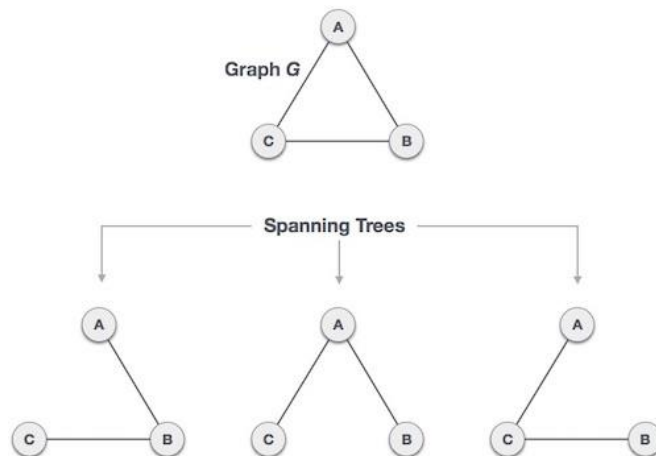 A
Graph G
C B
Spanning Trees
A A A
C B C B C B